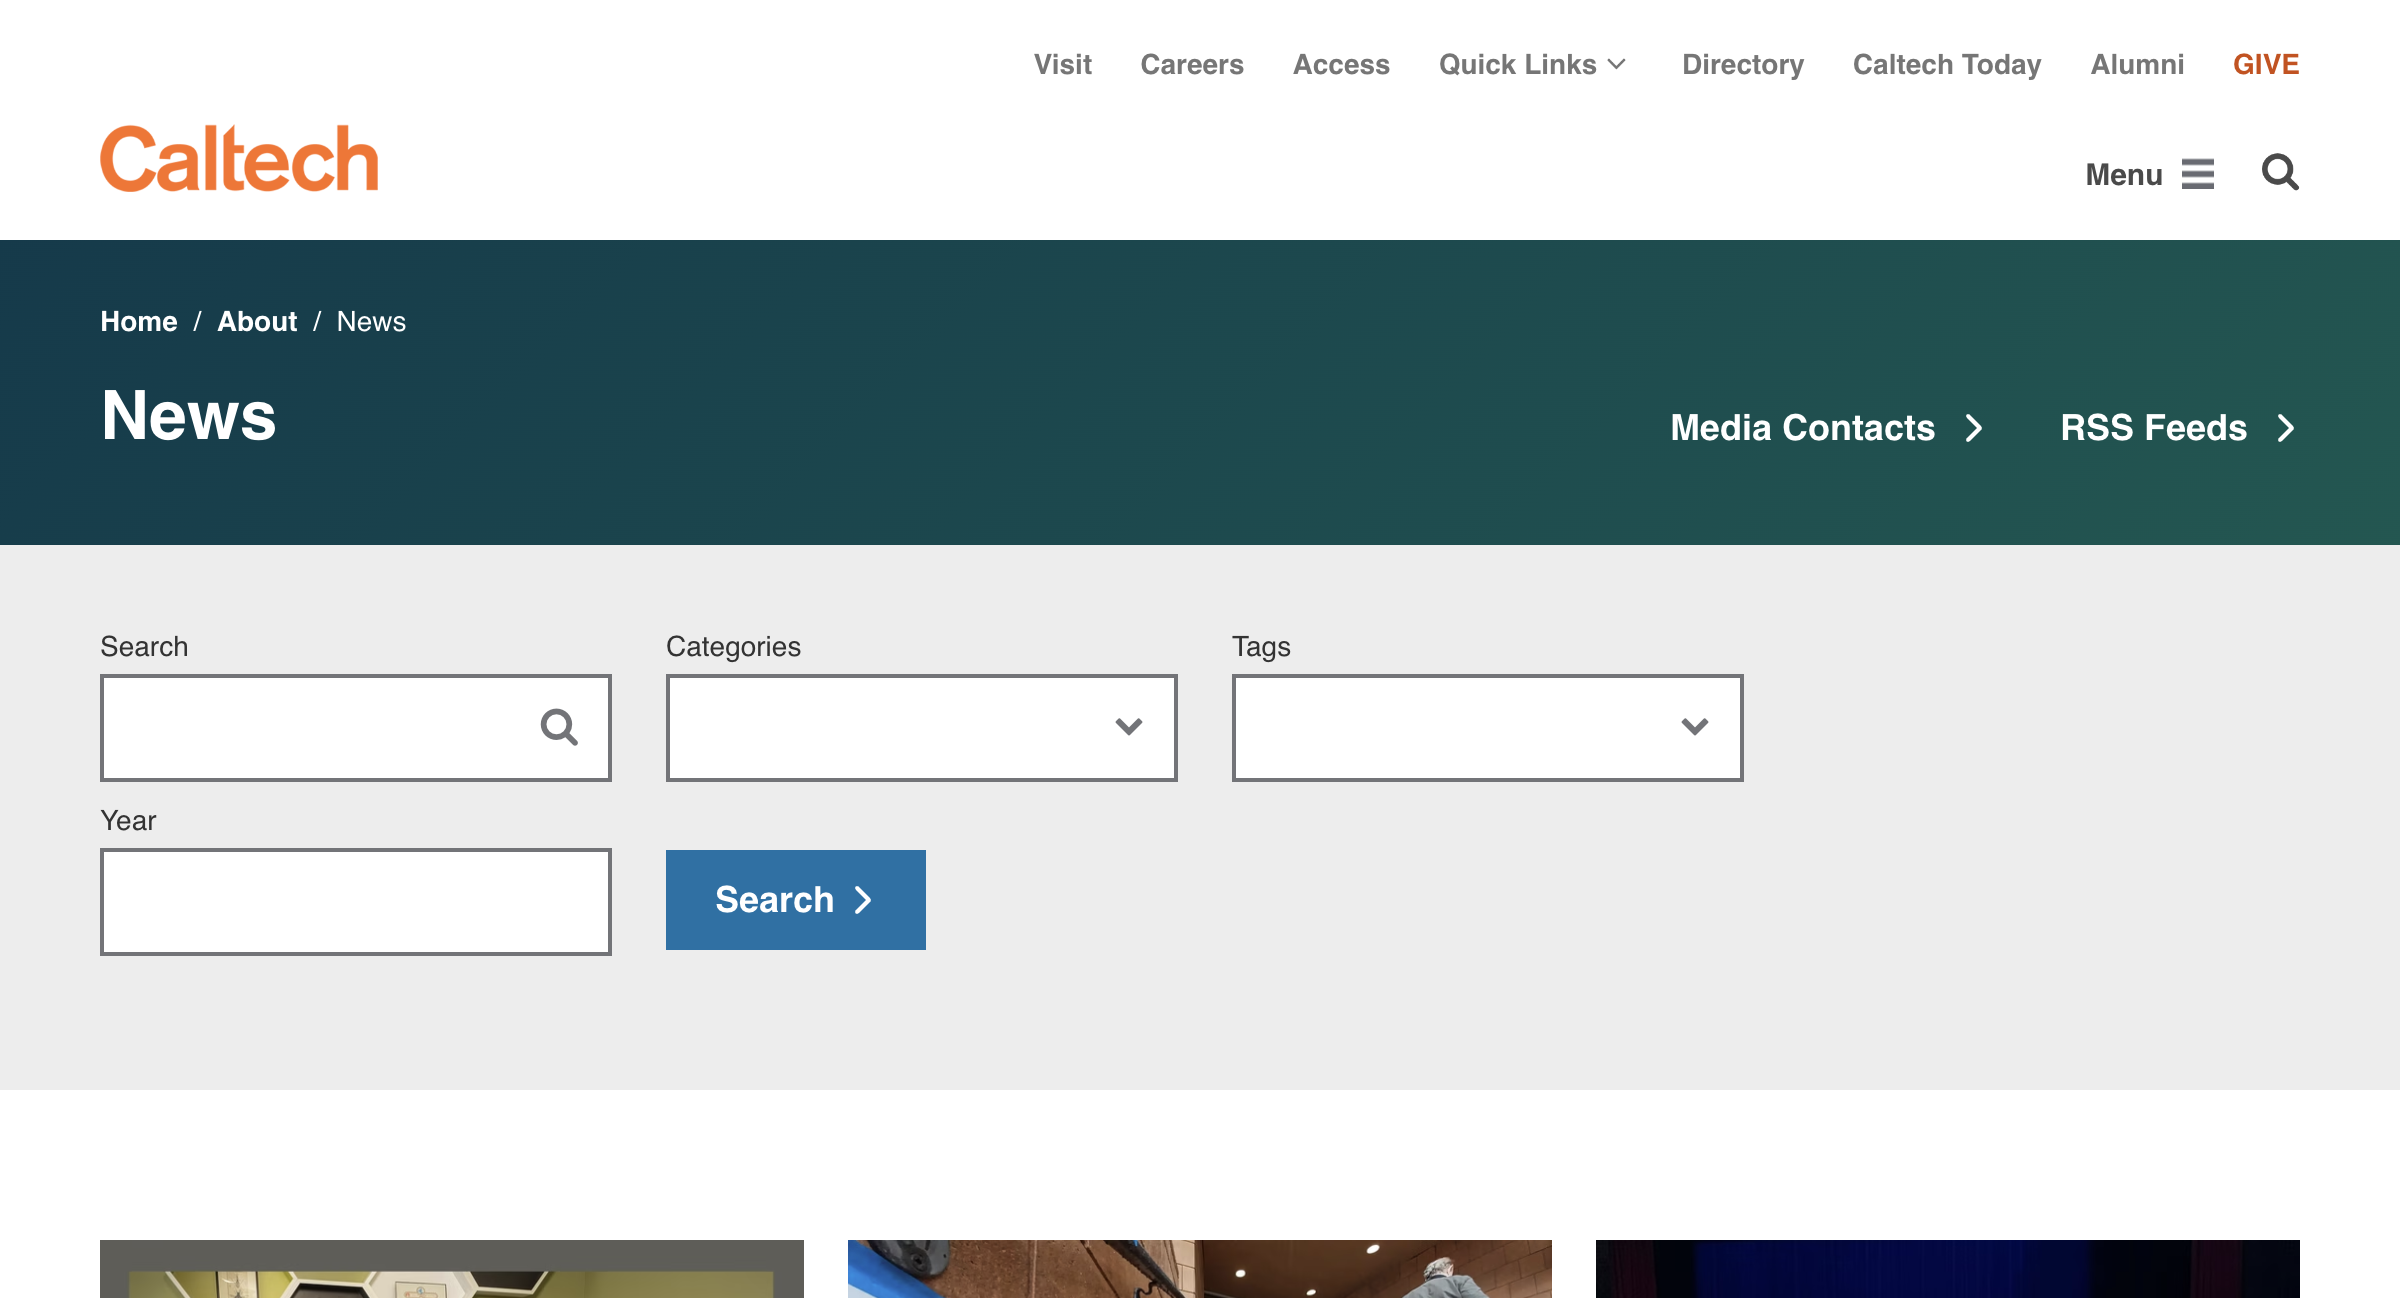 Visit Careers Access Quick Links Directory Caltech Today Alumni GIVE
Caltech
Menu
Home / About / News
News
Media Contacts RSS Feeds
Search Categories Tags
Year
Search